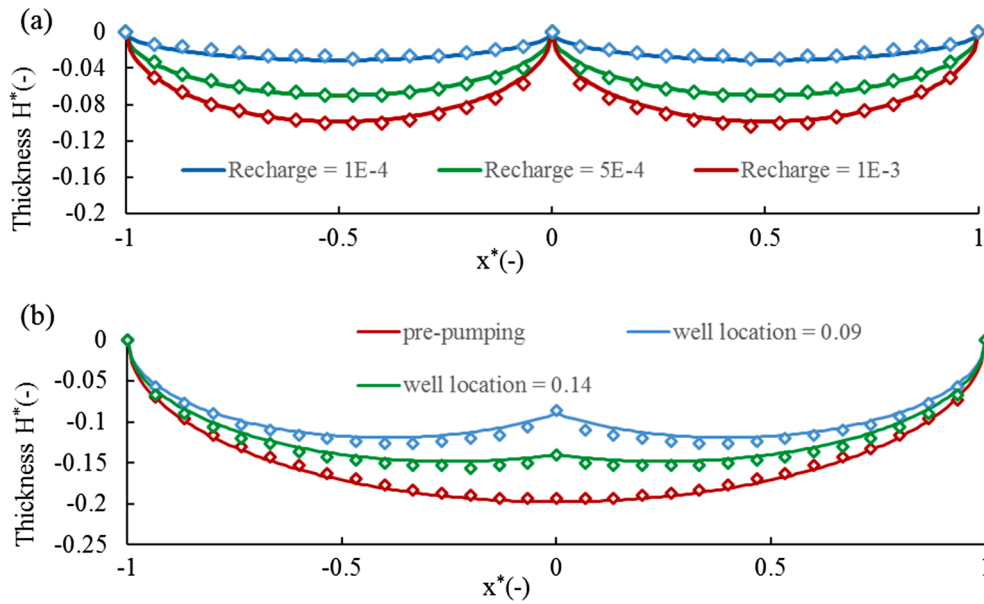 (a)
0
-0.04
-0.08
-0.12
-0.16
-0.2
Thickness H*(-)
Recharge = 1E-4 Recharge = 5E-4 Recharge = 1E-3
-1 -0.5 0 0.5 1
x*(-)
(b)
pre-pumping well location = 0.09
well location = 0.14
0
-0.05
-0.1
-0.15
-0.2
-0.25
Thickness H*(-)
-1 -0.5 0 0.5 1
x*(-)